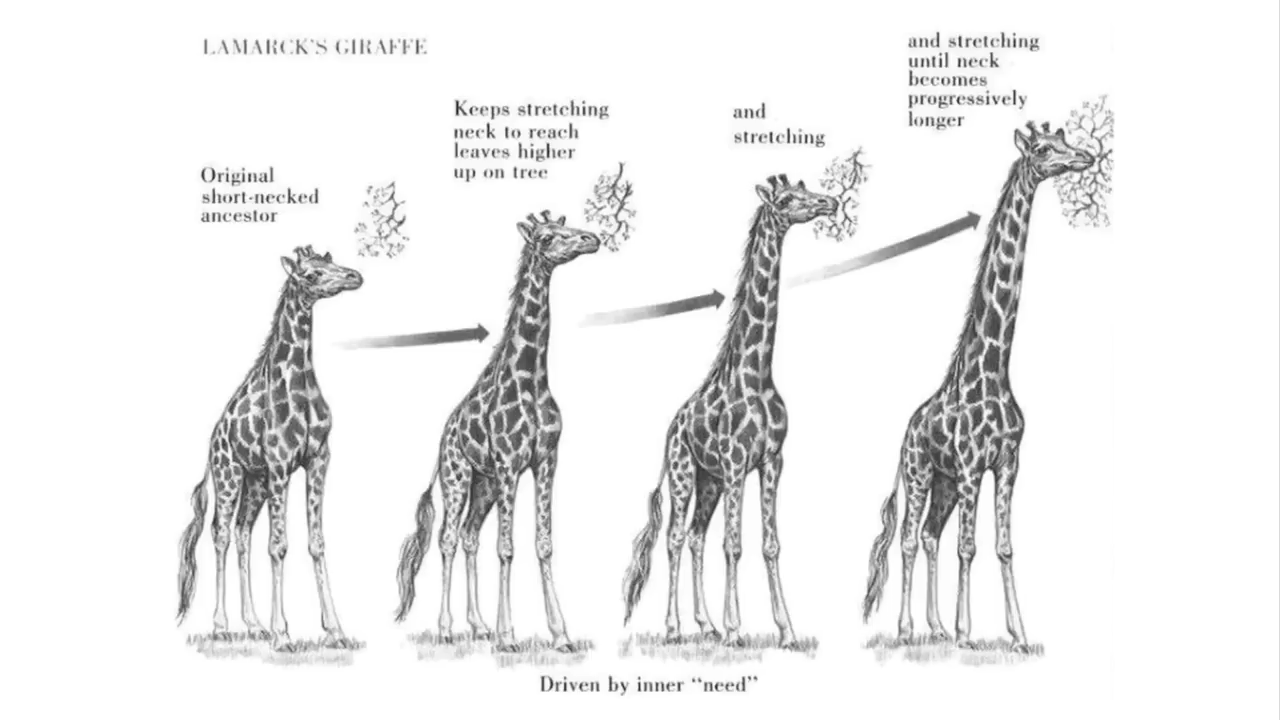 LAMARCK'S GIRAFFE
Original
short-necked
ancestor
Keeps stretching
neck to reach
leaves higher
up on tree
and
stretching
and stretching
until neck
becomes
progressively
longer
Driven by inner “need”